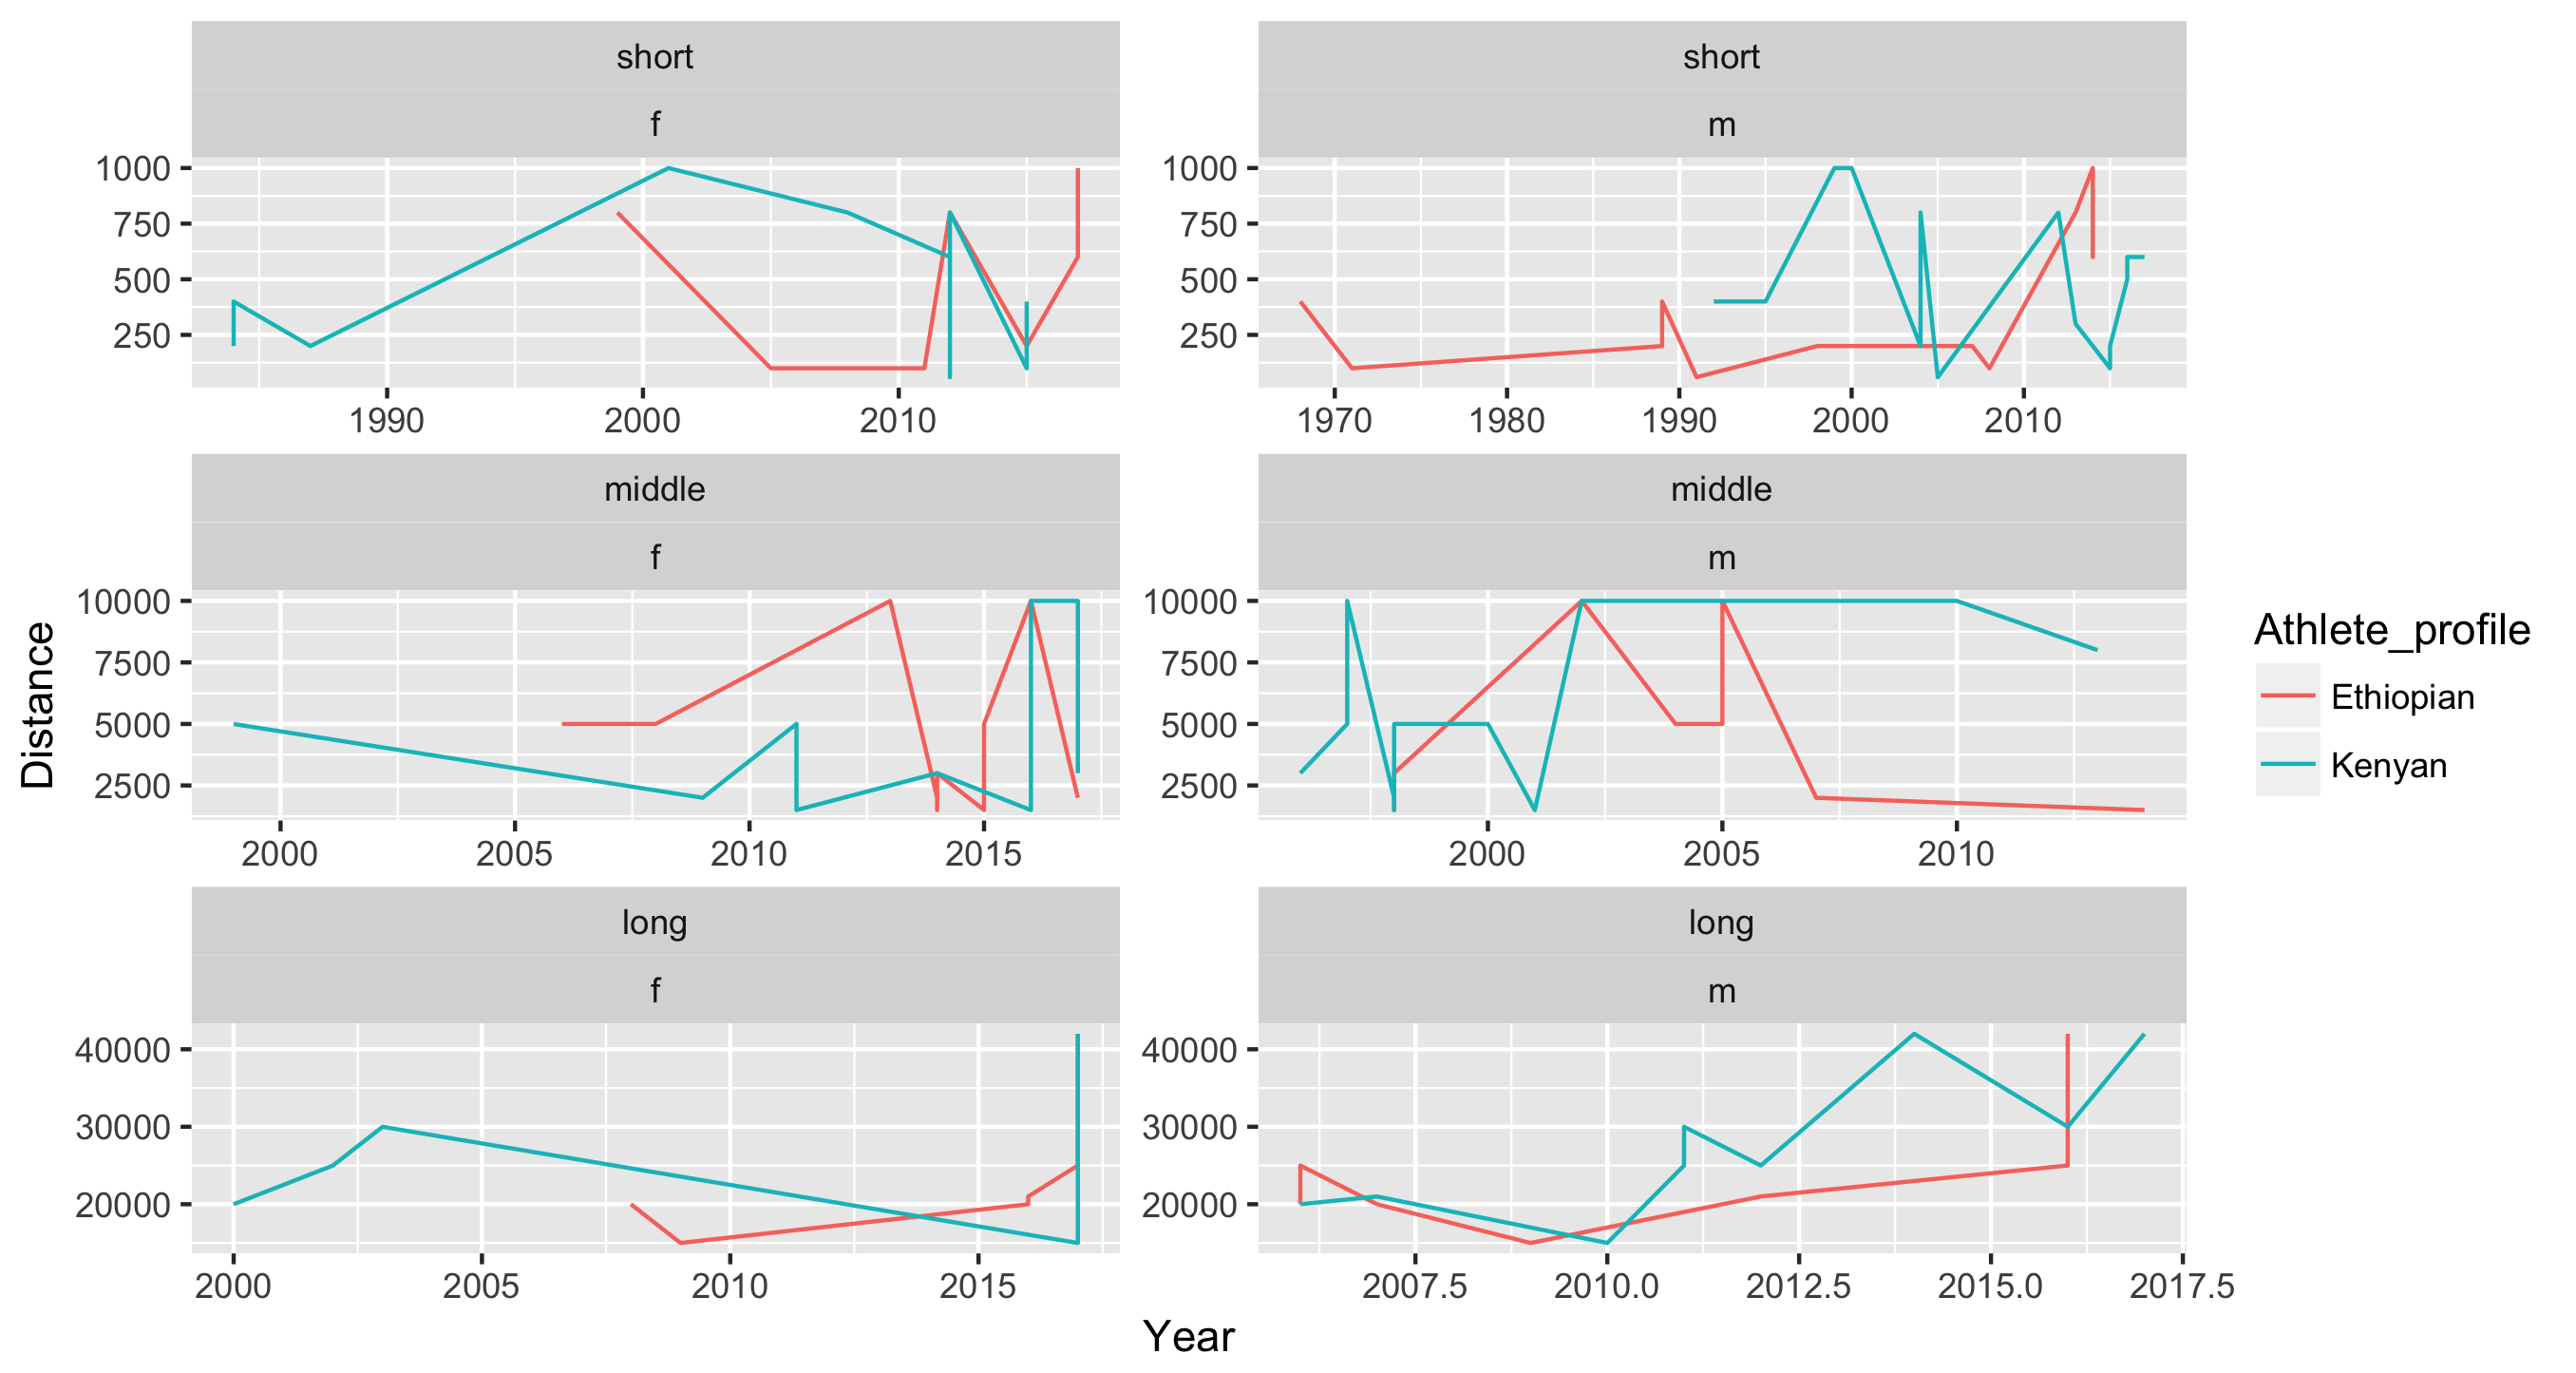 short
short
f
m
1000
750
500
250
1000
750
500
250
1990 2000 2010
1970 1980 1990 2000 2010
middle
middle
f
m
10000
7500
5000
2500
10000
7500
5000
2500
2000 2005 2010 2015
2000 2005 2010
long
long
f
m
40000
30000
20000
40000
30000
20000
2000 2005 2010 2015
2007.5 2010.0 2012.5 2015.0 2017.5
Distance
Year
Athlete_profile
Ethiopian
Kenyan